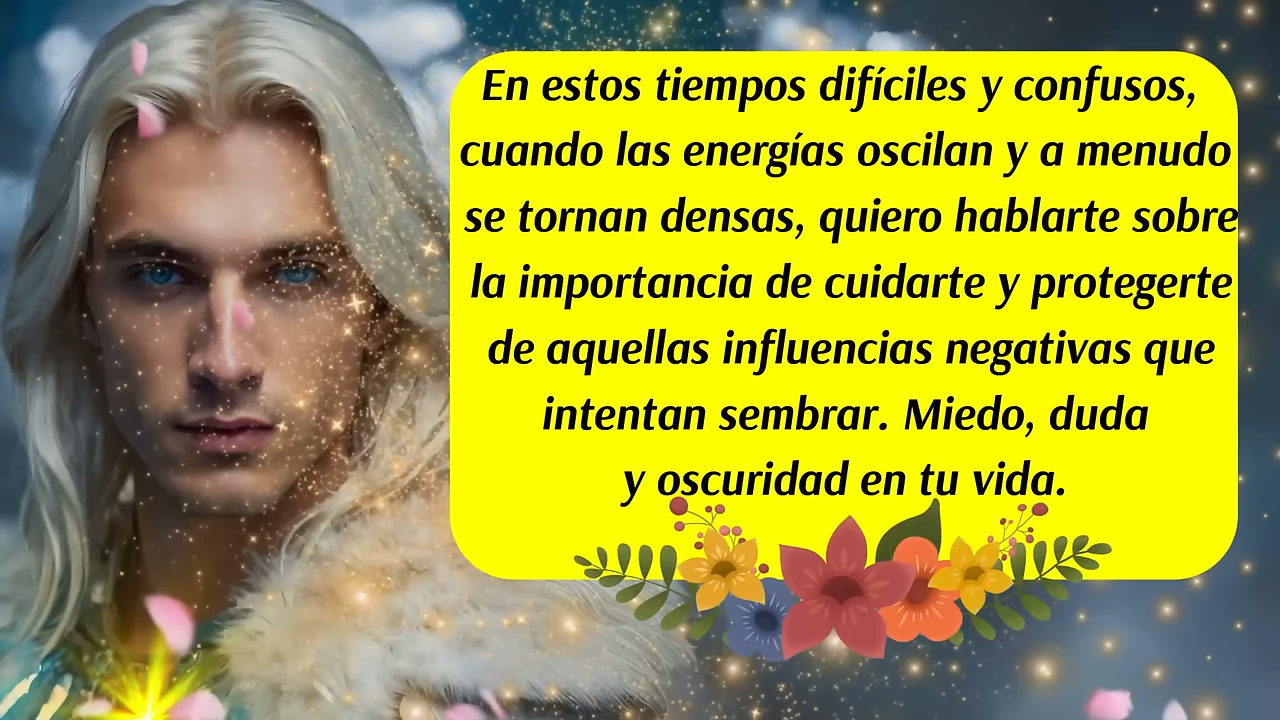 En estos tiempos difíciles y confusos,
cuando las energías oscilan y a menudo
se tornan densas, quiero hablarte sobre
la importancia de cuidarte y protegerte
de aquellas influencias negativas que
intentan sembrar. Miedo, duda
y oscuridad en tu vida.